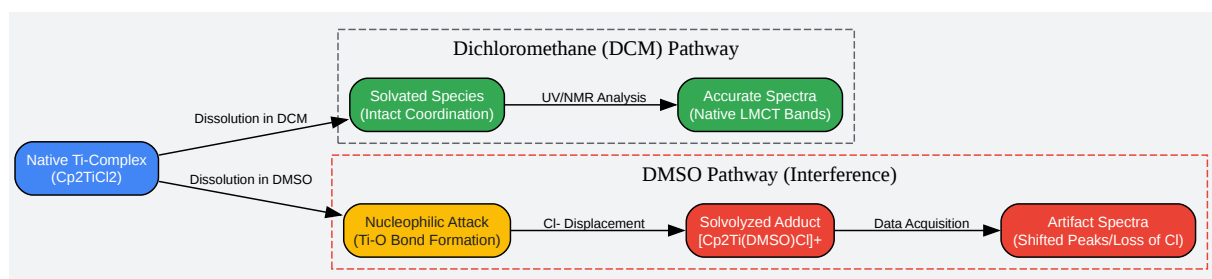 Dichloromethane (DCM) Pathway
Solvated Species
(Intact Coordination)
UV/NMR Analysis
Accurate Spectra
(Native LMCT Bands)
Dissolution in DCM
Native Ti-Complex
(Cp2TiCl2)
Dissolution in DMSO
DMSO Pathway (Interference)
Nucleophilic Attack
(Ti-O Bond Formation)
Cl- Displacement
Solvolyzed Adduct
[Cp2Ti(DMSO)Cl]+
Data Acquisition
Artifact Spectra
(Shifted Peaks/Loss of Cl)